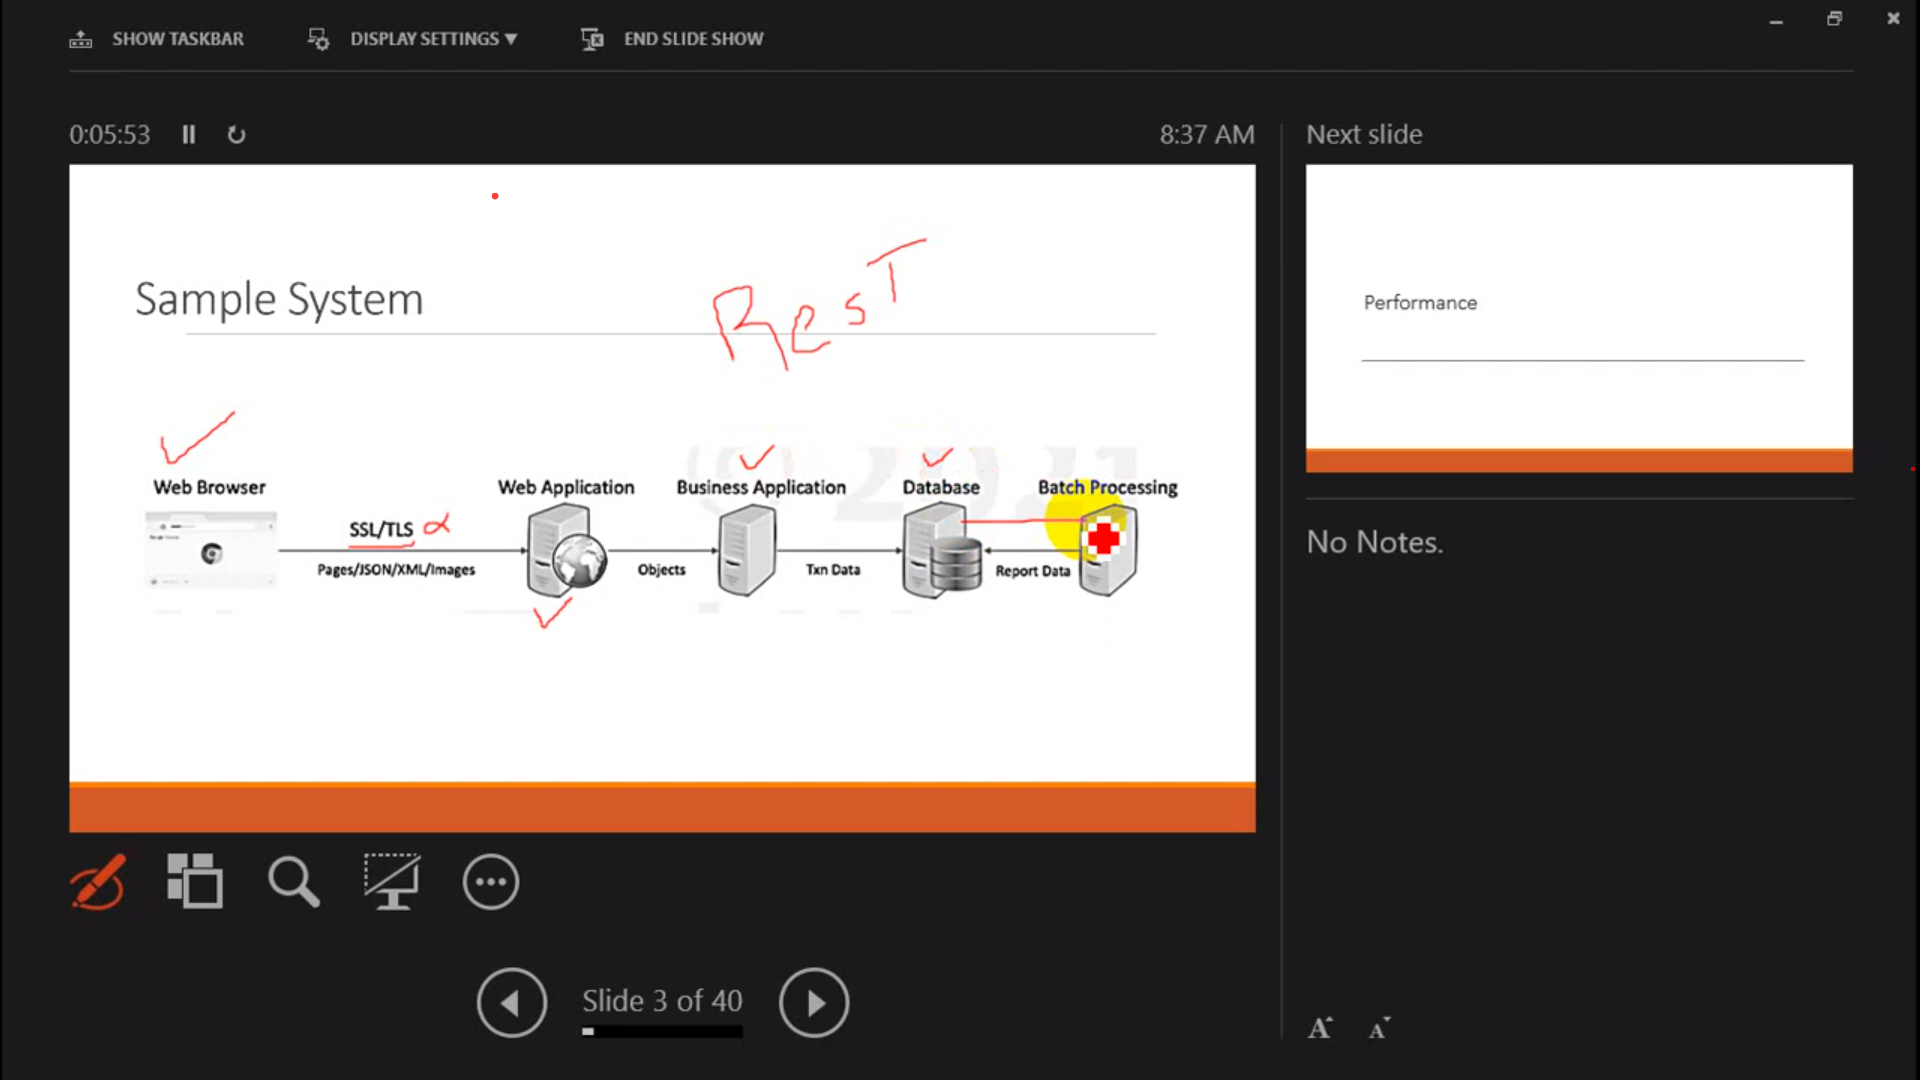 SHOW TASKBAR
DISPLAY SETTINGS ▼
END SLIDE SHOW
0:05:53
8:37 AM
Next slide
Sample System
ResT
Performance
Web Browser
Web Application
Business Application
Database
Batch Processing
SSL/TLS
Pages/JSON/XML/Images
Objects
Txn Data
Report Data
No Notes.
Slide 3 of 40
A A